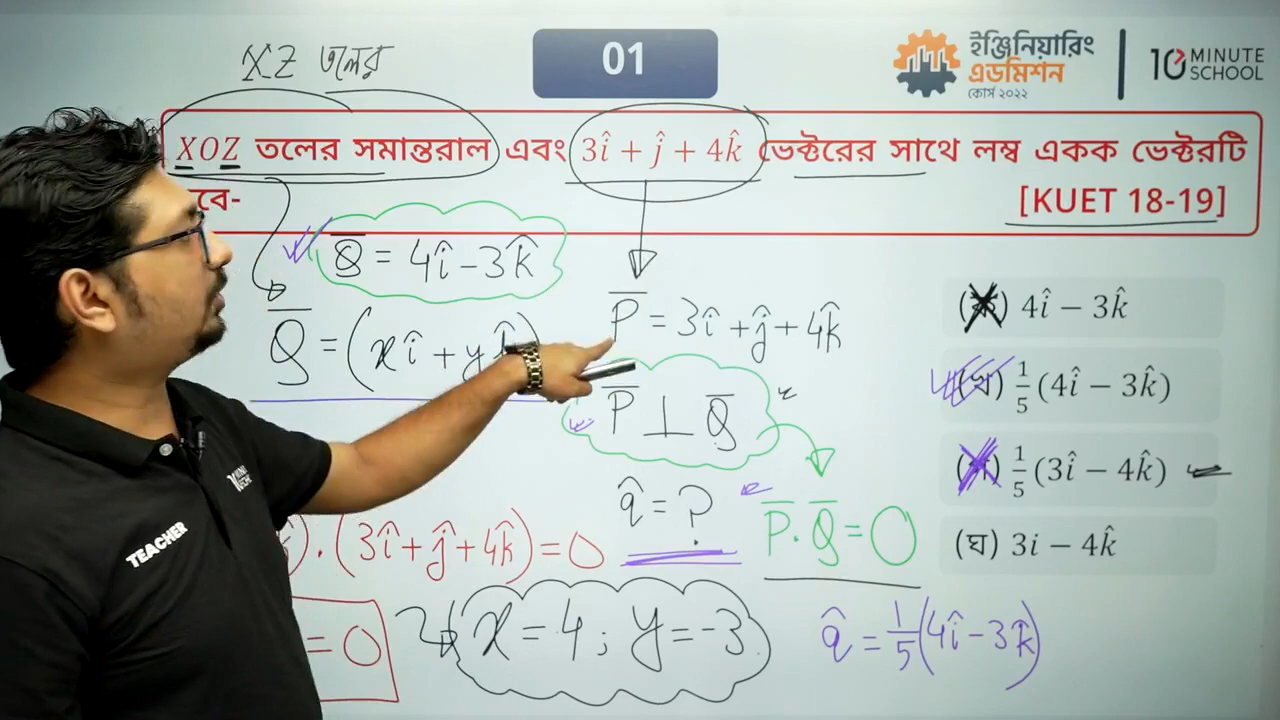 XZ তলের
01
ইঞ্জিনিয়ারিং
এডমিশন
কোর্স ২০২২
10 MINUTE
SCHOOL
XOZ তলের সমান্তরাল এবং 3î + ĵ + 4k̂ ভেক্টরের সাথে লম্ব একক ভেক্টরটি
বে- [KUET 18-19]
Q̅ = 4î - 3k̂
Q̅ = (xî + y
P̅ = 3î + ĵ + 4k̂
P̅ ⊥ Q̅
q̂ = ?
P̅ . Q̅ = 0
) . (3î + ĵ + 4k̂) = 0
= 0
x = 4 ; y = -3
q̂ = 1/5 (4î - 3k̂)
4î − 3k̂
(খ) 1/5 (4î − 3k̂)
(গ) 1/5 (3î − 4k̂)
(ঘ) 3i − 4k̂
TEACHER